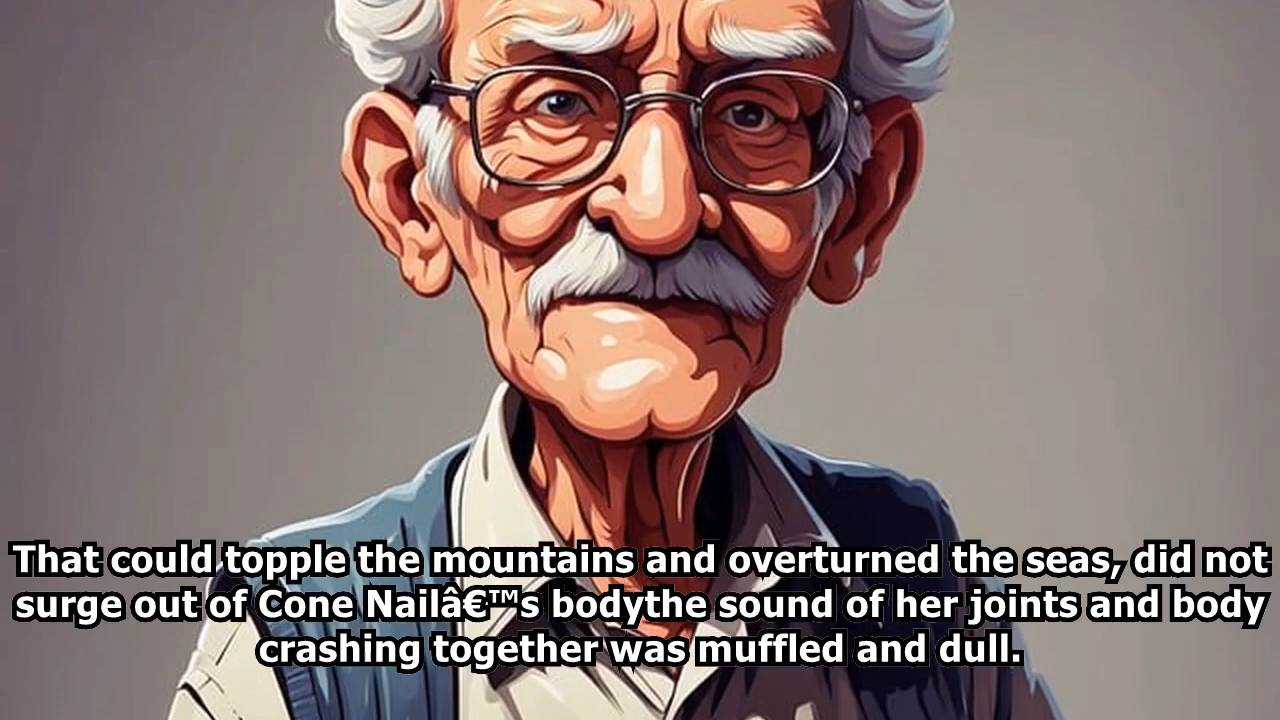 That could topple the mountains and overturned the seas, did not
surge out of Cone Nailâ€™s bodythe sound of her joints and body
crashing together was muffled and dull.